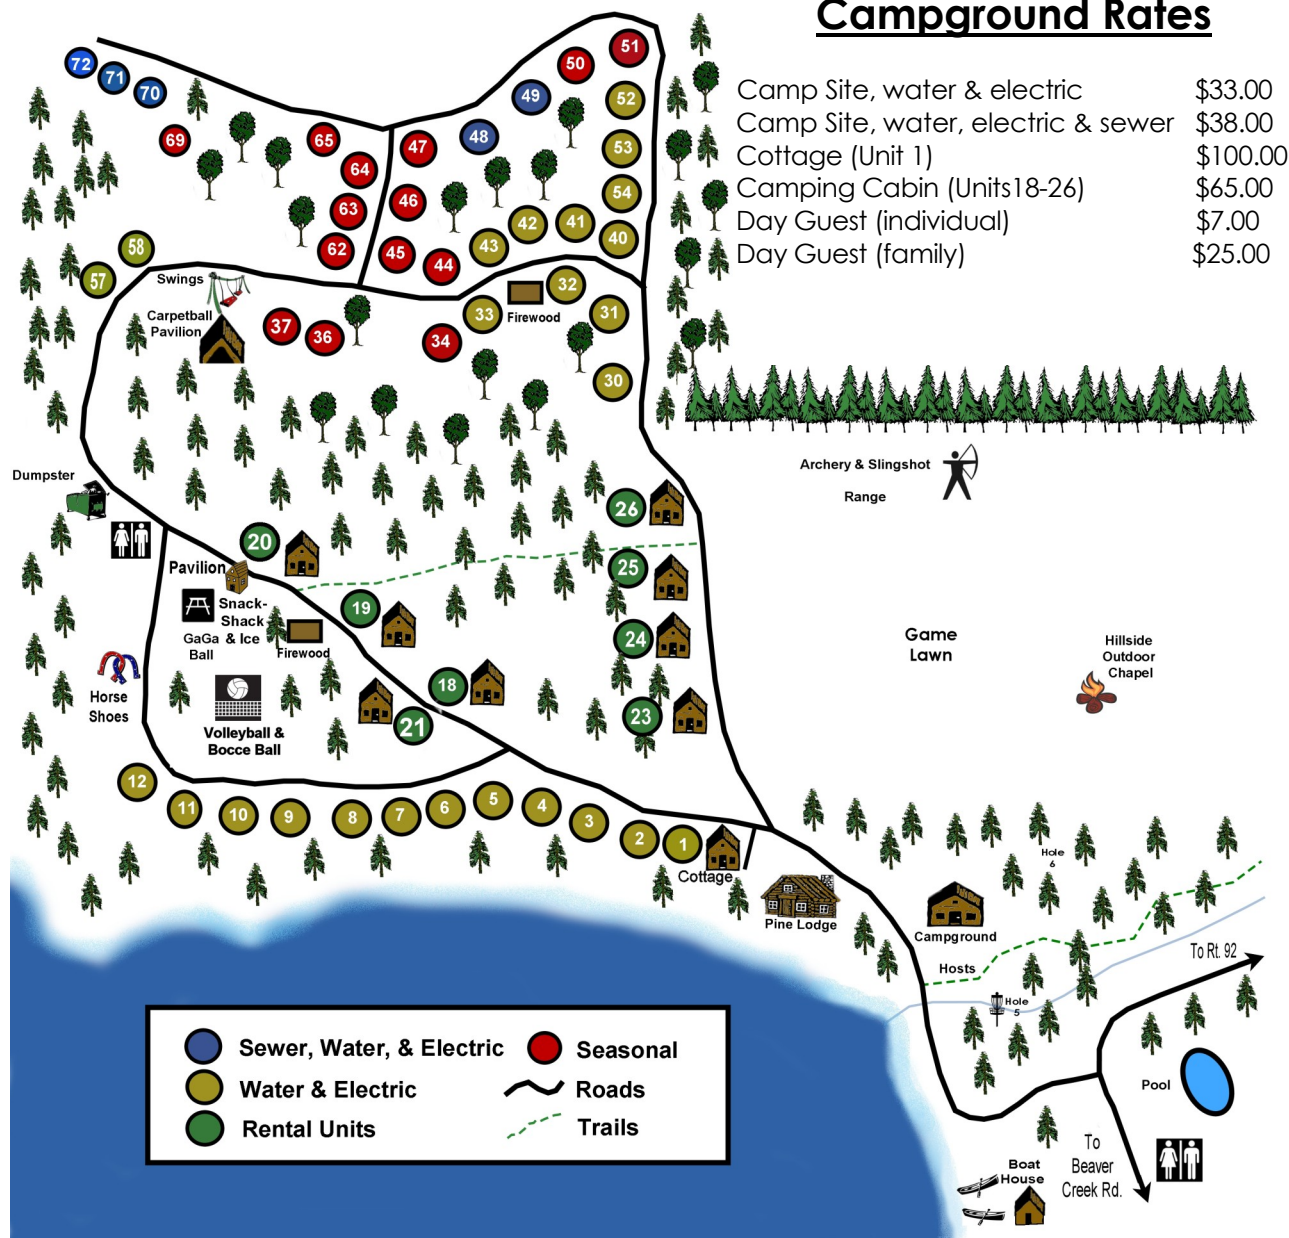 Campground Rates
Camp Site, water & electric $33.00
Camp Site, water, electric & sewer $38.00
Cottage (Unit 1) $100.00
Camping Cabin (Units18-26) $65.00
Day Guest (individual) $7.00
Day Guest (family) $25.00
72
71
70
69
65
64
63
62
47
46
45
44
48
49
50
51
52
53
54
40
41
42
43
58
57
Swings
Carpetball
Pavilion
37
36
34
33
Firewood
32
31
30
Archery & Slingshot
Range
Dumpster
26
20
25
Pavilion
Snack-
Shack
& Ice
GaGa
Ball
Firewood
19
24
Game
Lawn
Hillside
Outdoor
Chapel
Horse
Shoes
18
21
23
Volleyball &
Bocce Ball
12
11
10
9
8
7
6
5
4
3
2
1
Cottage
Pine Lodge
Hole
6
Campground
Hosts
Hole
5
To Rt. 92
Pool
To
Beaver
Creek Rd.
Boat
House
Sewer, Water, & Electric
Seasonal
Water & Electric
Roads
Rental Units
Trails